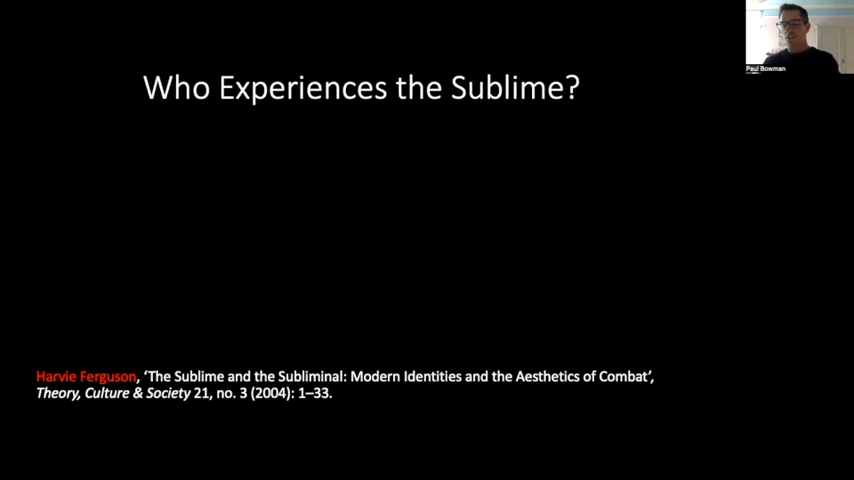 Paul Bowman
Who Experiences the Sublime?
Harvie Ferguson, ‘The Sublime and the Subliminal: Modern Identities and the Aesthetics of Combat’,
Theory, Culture & Society 21, no. 3 (2004): 1–33.